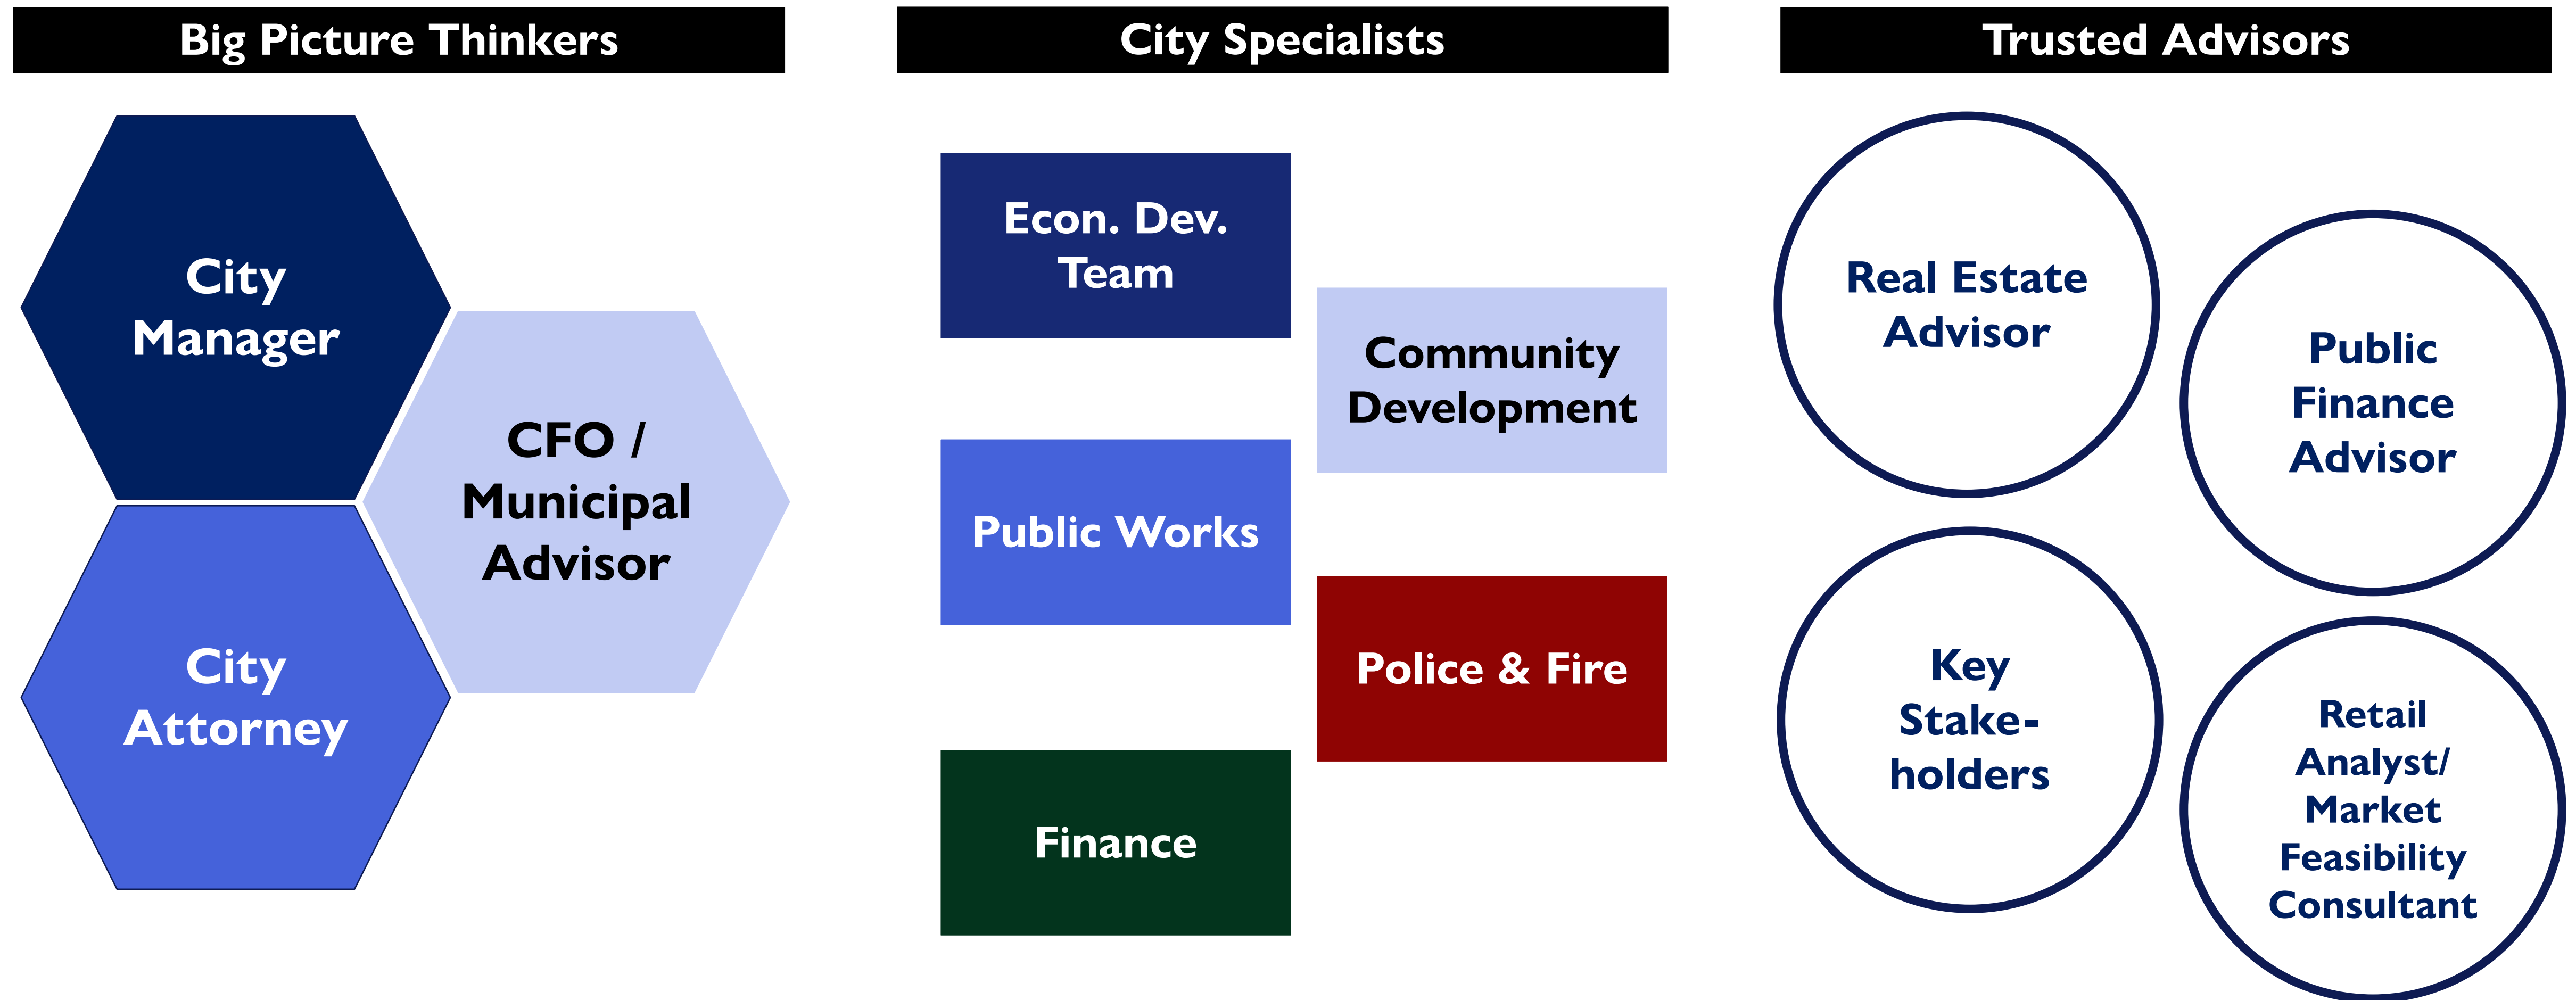 Big Picture Thinkers
City
Manager
CFO /
Municipal
Advisor
City
Attorney
City Specialists
Econ. Dev.
Team
Community
Development
Public Works
Police & Fire
Finance
Trusted Advisors
Real Estate
Advisor
Public
Finance
Advisor
Key
Stake-
holders
Retail
Analyst/
Market
Feasibility
Consultant